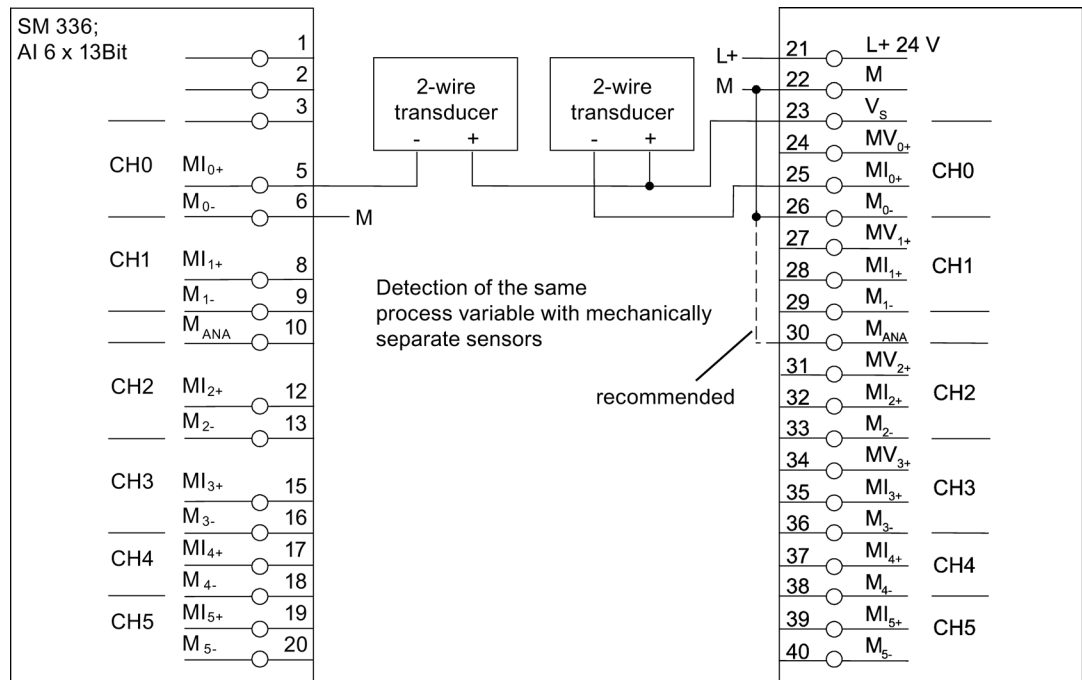 SM 336;
AI 6 x 13Bit
1
2
3
CH0 MI0+ 5
M0- 6
M
CH1 MI1+ 8
M1- 9
MANA 10
CH2 MI2+ 12
M2- 13
CH3 MI3+ 15
M3- 16
CH4 MI4+ 17
M4- 18
CH5 MI5+ 19
M5- 20
2-wire
transducer
- +
2-wire
transducer
- +
Detection of the same
process variable with mechanically
separate sensors
recommended
L+ 21 L+ 24 V
M 22 M
23 VS
24 MV0+
25 MI0+ CH0
26 M0-
27 MV1+
28 MI1+ CH1
29 M1-
30 MANA
31 MV2+
32 MI2+ CH2
33 M2-
34 MV3+
35 MI3+ CH3
36 M3-
37 MI4+ CH4
38 M4-
39 MI5+ CH5
40 M5-